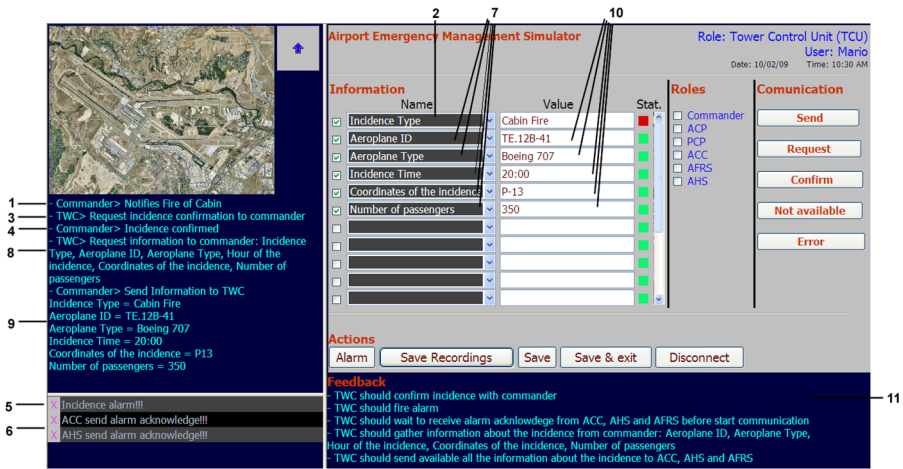 2 7 10
Airport Emergency Management Simulator
Role: Tower Control Unit (TCU)
User: Mario
Date: 10/02/09 Time: 10:30 AM
Information
Name Value Stat.
Incidence Type Cabin Fire
Aeroplane ID TE.12B-41
Aeroplane Type Boeing 707
Incidence Time 20:00
Coordinates of the incidence P-13
Number of passengers 350
Roles
Commander
ACP
PCP
ACC
AFRS
AHS
Comunication
Send
Request
Confirm
Not available
Error
1 - Commander> Notifies Fire of Cabin
3 - TWC> Request incidence confirmation to commander
4 - Commander> Incidence confirmed
- TWC> Request information to commander: Incidence
8 Type, Aeroplane ID, Aeroplane Type, Hour of the
incidence, Coordinates of the incidence, Number of
passengers
- Commander> Send Information to TWC
Incidence Type = Cabin Fire
Aeroplane ID = TE.12B-41
9 Aeroplane Type = Boeing 707
Incidence Time = 20:00
Coordinates of the incidence = P13
Number of passengers = 350
Actions
Alarm Save Recordings Save Save & exit Disconnect
5 X Incidence alarm!!!
X ACC send alarm acknowledge!!!
6 X AHS send alarm acknowledge!!!
Feedback
- TWC should confirm incidence with commander 11
- TWC should fire alarm
- TWC should wait to receive alarm acknlowdege from ACC, AHS and AFRS before start communication
- TWC should gather information about the incidence from commander: Aeroplane ID, Aeroplane Type,
Hour of the incidence, Coordinates of the incidence, Number of passengers
- TWC should send available all the information about the incidence to ACC, AHS and AFRS